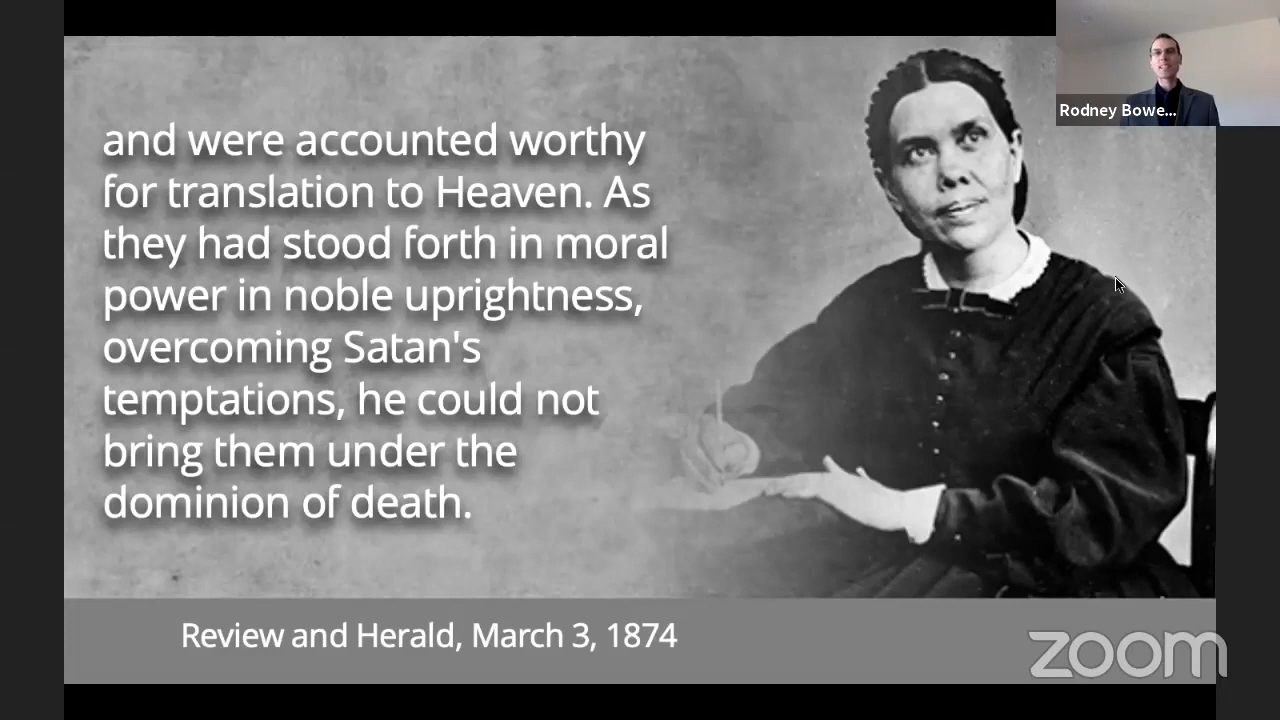 Rodney Bowe...
and were accounted worthy
for translation to Heaven. As
they had stood forth in moral
power in noble uprightness,
overcoming Satan's
temptations, he could not
bring them under the
dominion of death.
Review and Herald, March 3, 1874
zoom